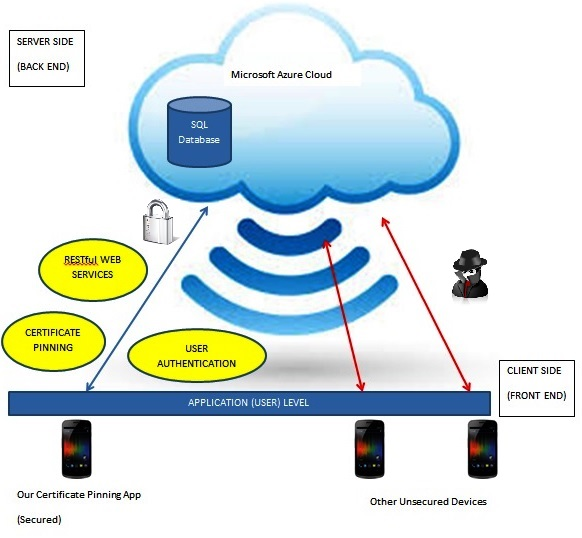 SERVER SIDE
(BACK END)
Microsoft Azure Cloud
SQL
Database
RESTful WEB
SERVICES
CERTIFICATE
PINNING
USER
AUTHENTICATION
CLIENT SIDE
(FRONT END)
APPLICATION (USER) LEVEL
Our Certificate Pinning App
(Secured)
Other Unsecured Devices